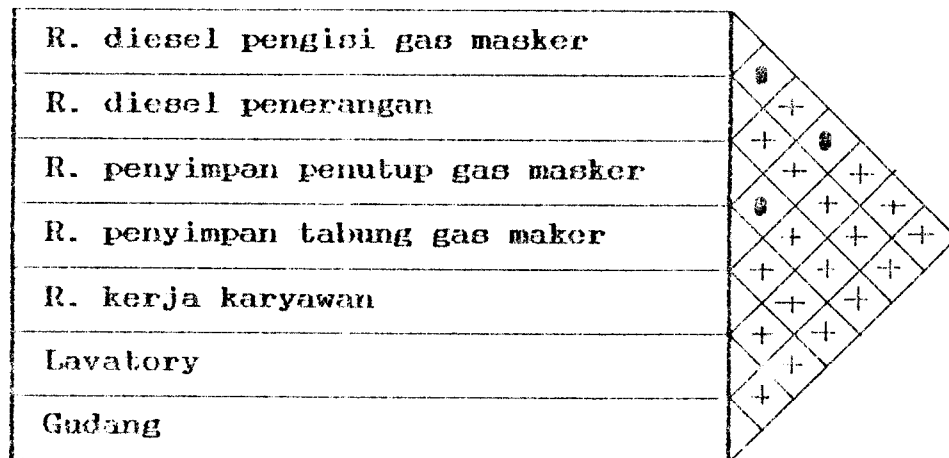 R. diesel pengisi gas masker
R. diesel penerangan
R. penyimpan penutup gas masker
R. penyimpan tabung gas maker
R. kerja karyawan
Lavatory
Gudang